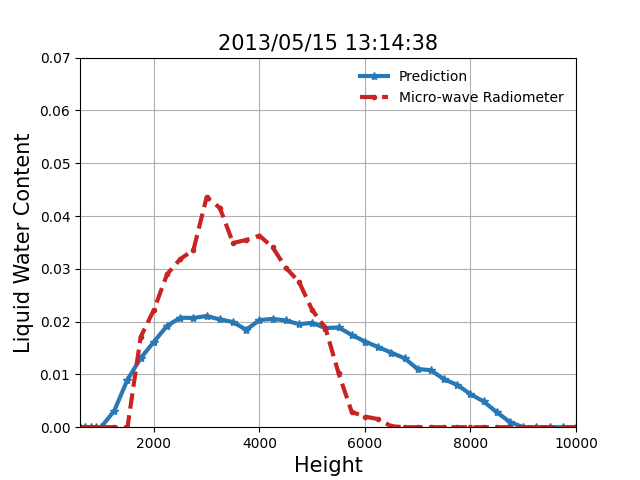 2013/05/15 13:14:38
Prediction
Micro-wave Radiometer
Liquid Water Content
0.07
0.06
0.05
0.04
0.03
0.02
0.01
0.00
2000 4000 6000 8000 10000
Height